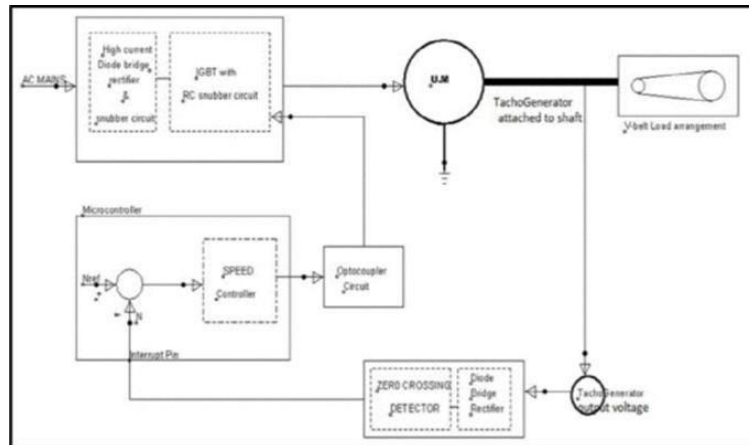 AC MAINS
High current
Diode bridge
rectifier
&
snubber circuit
IGBT with
RC snubber circuit
U.M
TachoGenerator
attached to shaft
V-belt Load arrangement
Microcontroller
Nref
+
-
N
SPEED
Controller
Optocoupler
Circuit
Interrupt Pin
ZERO CROSSING
DETECTOR
Diode
Bridge
Rectifier
TachoGenerator
output voltage